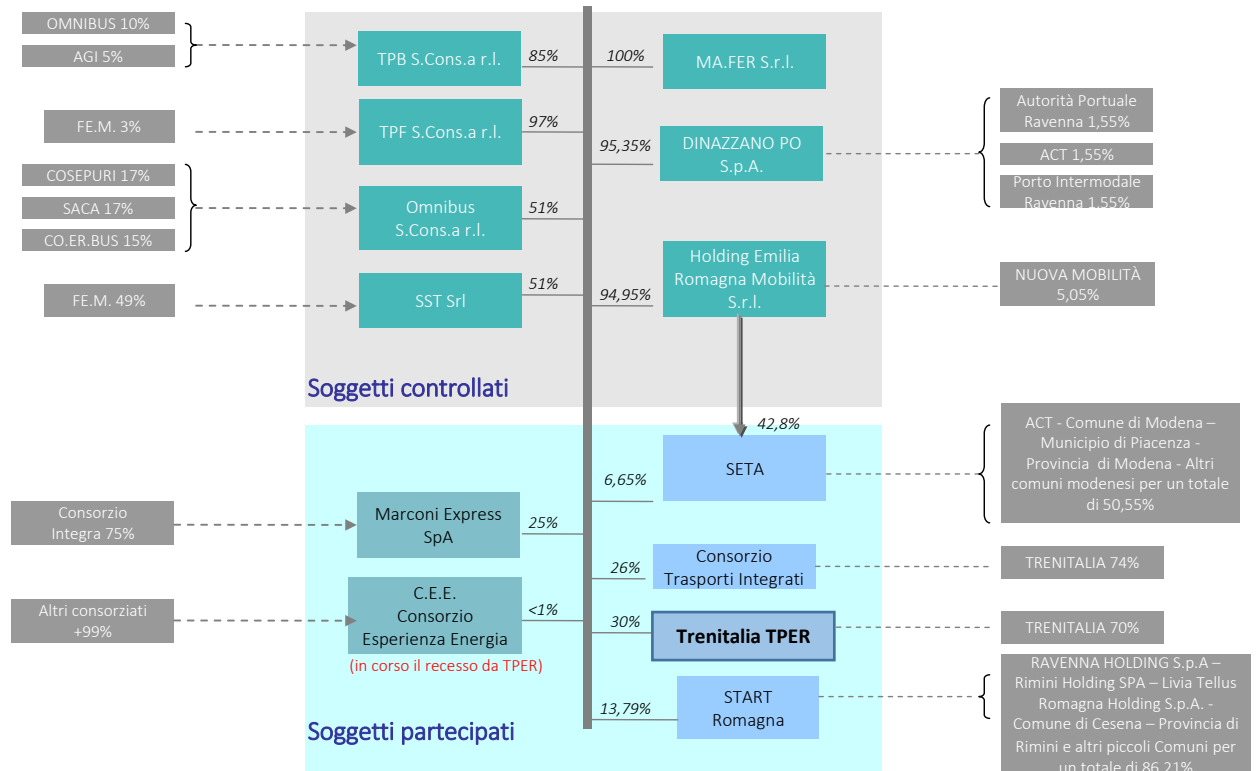 OMNIBUS 10%
AGI 5%
TPB S.Cons.a r.l.
85%
100%
MA.FER S.r.l.
FE.M. 3%
TPF S.Cons.a r.l.
97%
95,35%
DINAZZANO PO
S.p.A.
Autorità Portuale
Ravenna 1,55%
ACT 1,55%
Porto Intermodale
Ravenna 1,55%
COSEPURI 17%
SACA 17%
CO.ER.BUS 15%
Omnibus
S.Cons.a r.l.
51%
Holding Emilia
Romagna Mobilità
S.r.l.
94,95%
NUOVA MOBILITÀ
5,05%
FE.M. 49%
SST Srl
51%
Soggetti controllati
42,8%
SETA
6,65%
ACT - Comune di Modena –
Municipio di Piacenza -
Provincia di Modena - Altri
comuni modenesi per un totale
di 50,55%
Consorzio
Integra 75%
Marconi Express
SpA
25%
26%
Consorzio
Trasporti Integrati
TRENITALIA 74%
Altri consorziati
+99%
C.E.E.
Consorzio
Esperienza Energia
<1%
(in corso il recesso da TPER)
30%
Trenitalia TPER
TRENITALIA 70%
13,79%
START
Romagna
RAVENNA HOLDING S.p.A –
Rimini Holding SPA – Livia Tellus
Romagna Holding S.p.A. -
Comune di Cesena – Provincia di
Rimini e altri piccoli Comuni per
un totale di 86,21%
Soggetti partecipati